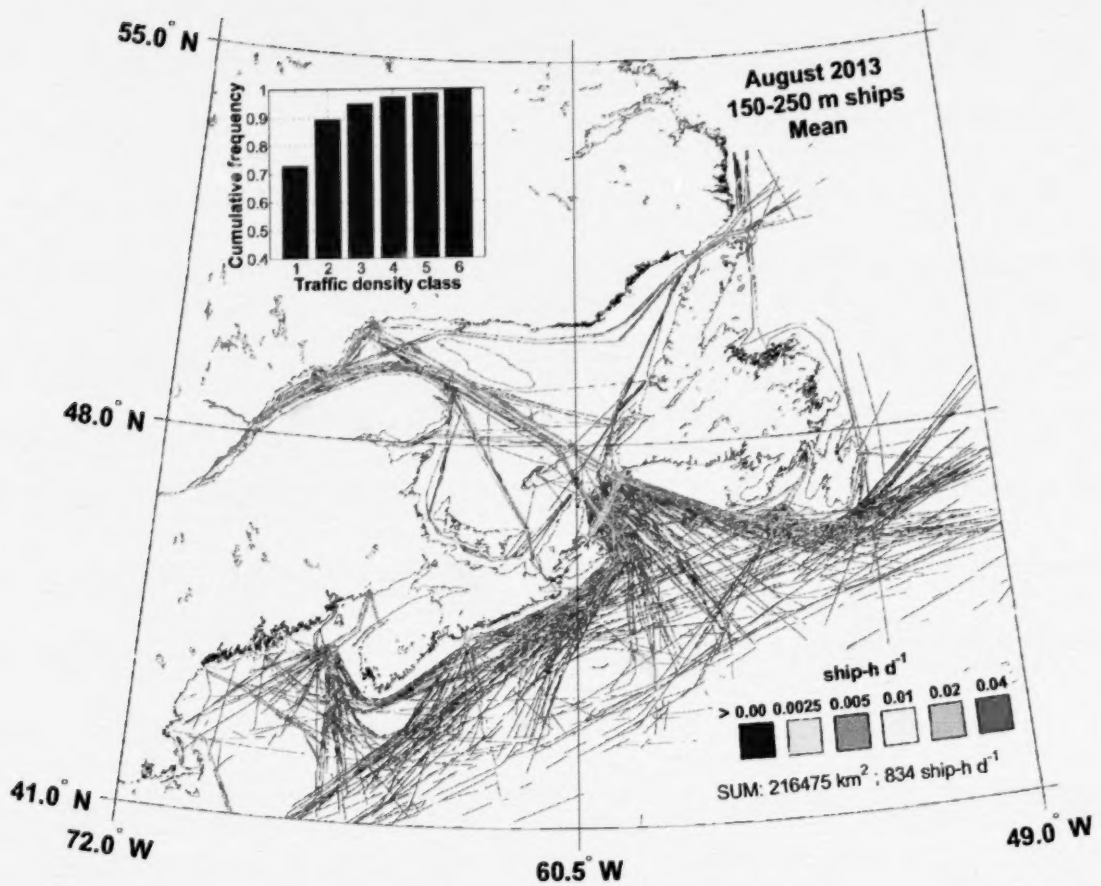 55.0° N
August 2013
150-250 m ships
Mean
1
0.9
0.8
0.7
0.6
0.5
0.4
Cumulative frequency
1 2 3 4 5 6
Traffic density class
48.0° N
ship-h d⁻¹
> 0.00 0.0025 0.005 0.01 0.02 0.04
SUM: 216475 km² ; 834 ship-h d⁻¹
41.0° N
72.0° W
60.5° W
49.0° W